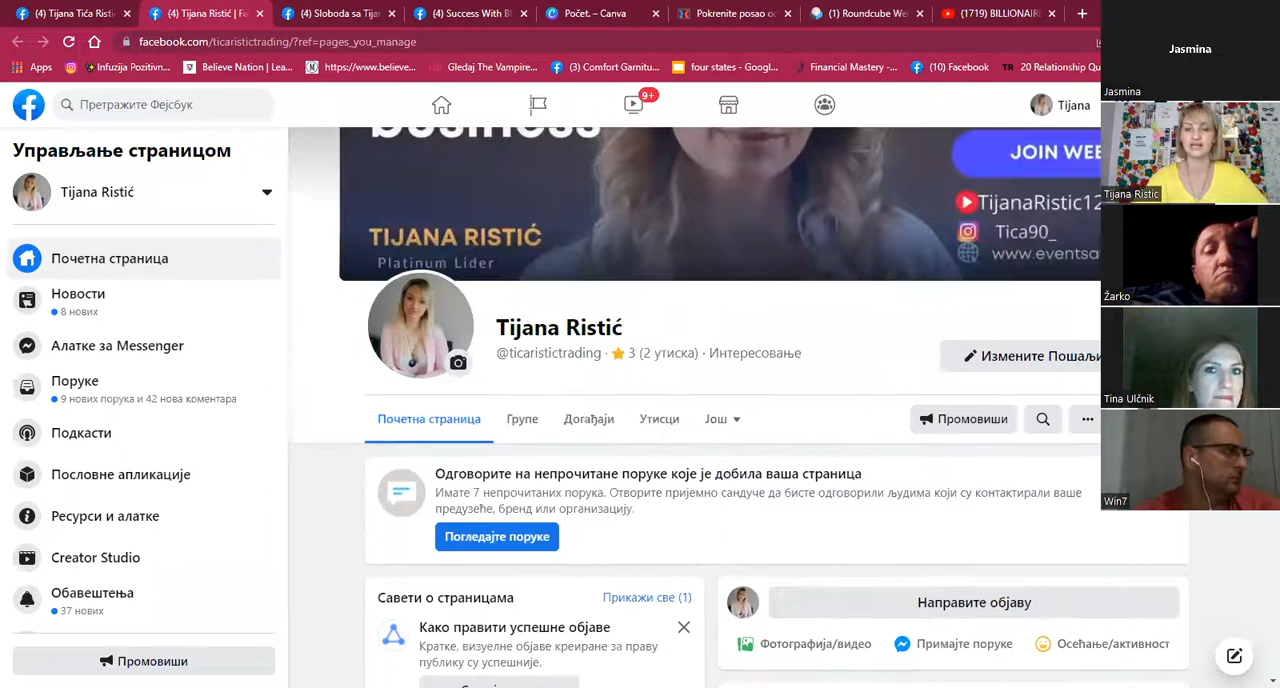 (4) Tijana Tića Ristić
(4) Tijana Ristić | Fa
(4) Sloboda sa Tijan
(4) Success With Bl
Počet. – Canva
Pokrenite posao oc
(1) Roundcube We
(1719) BILLIONAIR
facebook.com/ticaristictrading/?ref=pages_you_manage
Apps
Infuzija Pozitivn...
Believe Nation | Lea...
https://www.believe...
Gledaj The Vampire...
(3) Comfort Garnitu...
four states - Googl...
Financial Mastery -...
(10) Facebook
20 Relationship Qu
Претражите Фејсбук
9+
Tijana
Управљање страницом
Tijana Ristić
Почетна страница
Новости
8 нових
Алатке за Messenger
Поруке
9 нових порука и 42 нова коментара
Подкасти
Пословне апликације
Ресурси и алатке
Creator Studio
Обавештења
37 нових
Промовиши
business
JOIN WEB
TIJANA RISTIĆ
Platinum Lider
TijanaRistic12
Tica90_
www.eventsa
Tijana Ristić
@ticaristictrading · 3 (2 утиска) · Интересовање
Измените Пошаљи
Почетна страница
Групе
Догађаји
Утисци
Још
Промовиши
Одговорите на непрочитане поруке које је добила ваша страница
Имате 7 непрочитаних порука. Отворите пријемно сандуче да бисте одговорили људима који су контактирали ваше
предузеће, бренд или организацију.
Погледајте поруке
Савети о страницама
Прикажи све (1)
Како правити успешне објаве
Кратке, визуелне објаве креиране за праву
публику су успешније.
Направите објаву
Фотографија/видео
Примајте поруке
Осећање/активност
Jasmina
Jasmina
Tijana Ristic
Žarko
Tina Ulčnik
Win7